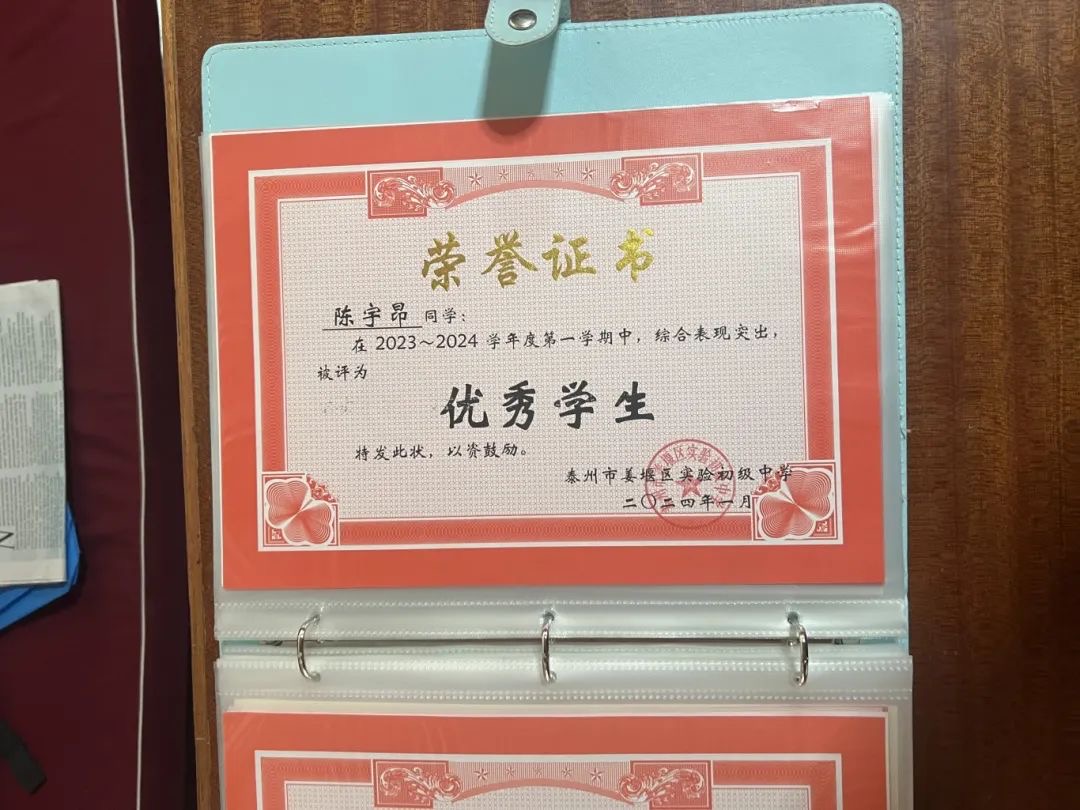 荣誉证书
陈宇昂 同学：
在 2023～2024 学年度第一学期中，综合表现突出，
被评为
优秀学生
特发此状，以资鼓励。
泰州市姜堰区实验初级中学
二〇二四年一月